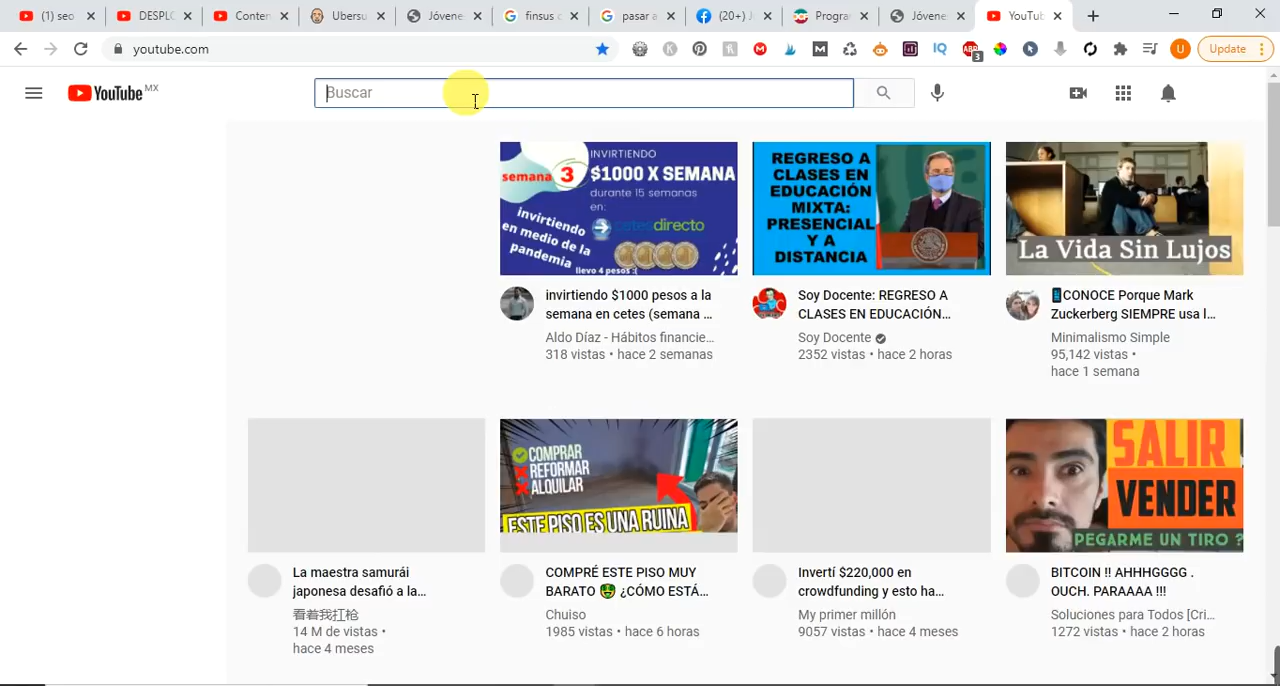 (1) seo
DESPLO
Conten
Ubersu
Jóvene
finsus c
pasar a
(20+) J
Progra
Jóvene
YouTu
youtube.com
ABP
3
IQ
U
Update
YouTube MX
Buscar
semana 3
INVIRTIENDO
$1000 X SEMANA
durante 15 semanas
en:
cetesdirecto
invirtiendo
en medio de la
pandemia
llevo 4 pesos :(
REGRESO A
CLASES EN
EDUCACIÓN
MIXTA:
PRESENCIAL
Y A
DISTANCIA
La Vida Sin Lujos
invirtiendo $1000 pesos a la
semana en cetes (semana ...
Aldo Díaz - Hábitos financie...
318 vistas • hace 2 semanas
Soy Docente: REGRESO A
CLASES EN EDUCACIÓN...
Soy Docente
2352 vistas • hace 2 horas
CONOCE Porque Mark
Zuckerberg SIEMPRE usa l...
Minimalismo Simple
95,142 vistas •
hace 1 semana
COMPRAR
REFORMAR
ALQUILAR
ESTE PISO ES UNA RUINA
SALIR
VENDER
PEGARME UN TIRO ?
La maestra samurái
japonesa desafió a la...
看着我打枪
14 M de vistas •
hace 4 meses
COMPRÉ ESTE PISO MUY
BARATO 🤑 ¿CÓMO ESTÁ...
Chuiso
1985 vistas • hace 6 horas
Invertí $220,000 en
crowdfunding y esto ha...
My primer millón
9057 vistas • hace 4 meses
BITCOIN !! AHHHGGGG .
OUCH. PARAAAA !!!
Soluciones para Todos [Cri...
1272 vistas • hace 2 horas